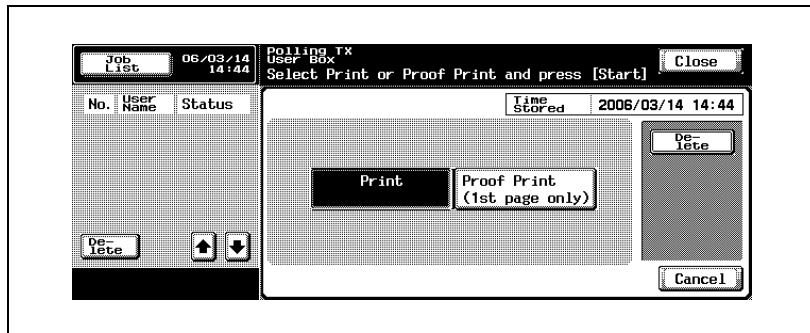 Job
List
06/03/14
14:44
Polling TX
User Box
Select Print or Proof Print and press [Start]
Close
No. User
Name Status
Time
Stored
2006/03/14 14:44
De-
lete
Print
Proof Print
(1st page only)
De-
lete
Cancel